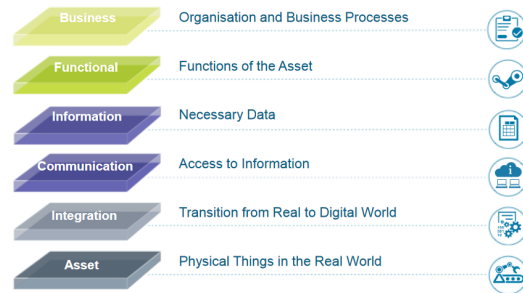 Business
Organisation and Business Processes
Functional
Functions of the Asset
Information
Necessary Data
Communication
Access to Information
Integration
Transition from Real to Digital World
Asset
Physical Things in the Real World